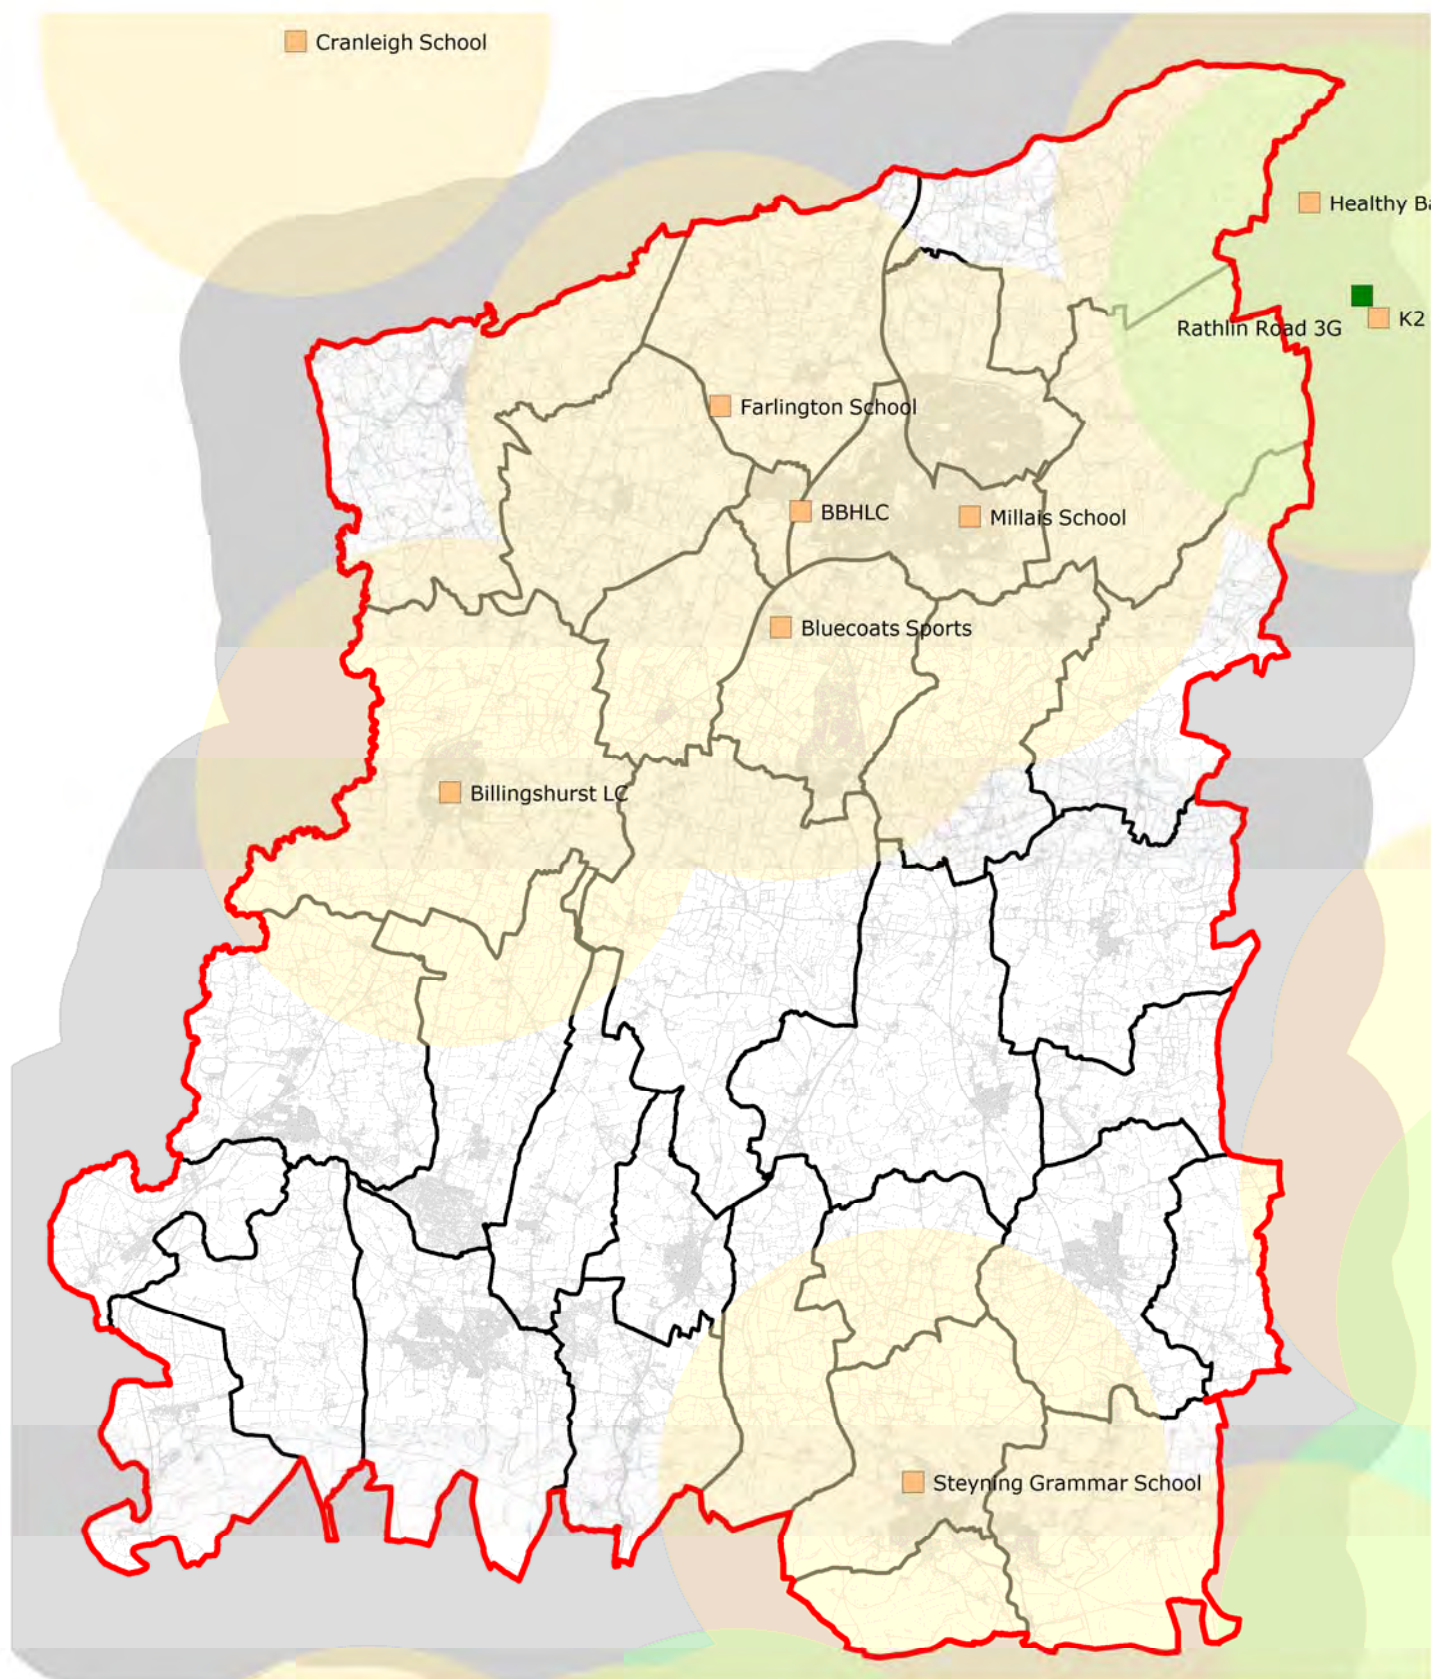 Cranleigh School
Healthy Ba
Rathlin Road 3G
K2
Farlington School
BBHLC
Millais School
Bluecoats Sports
Billingshurst LC
Steyning Grammar School